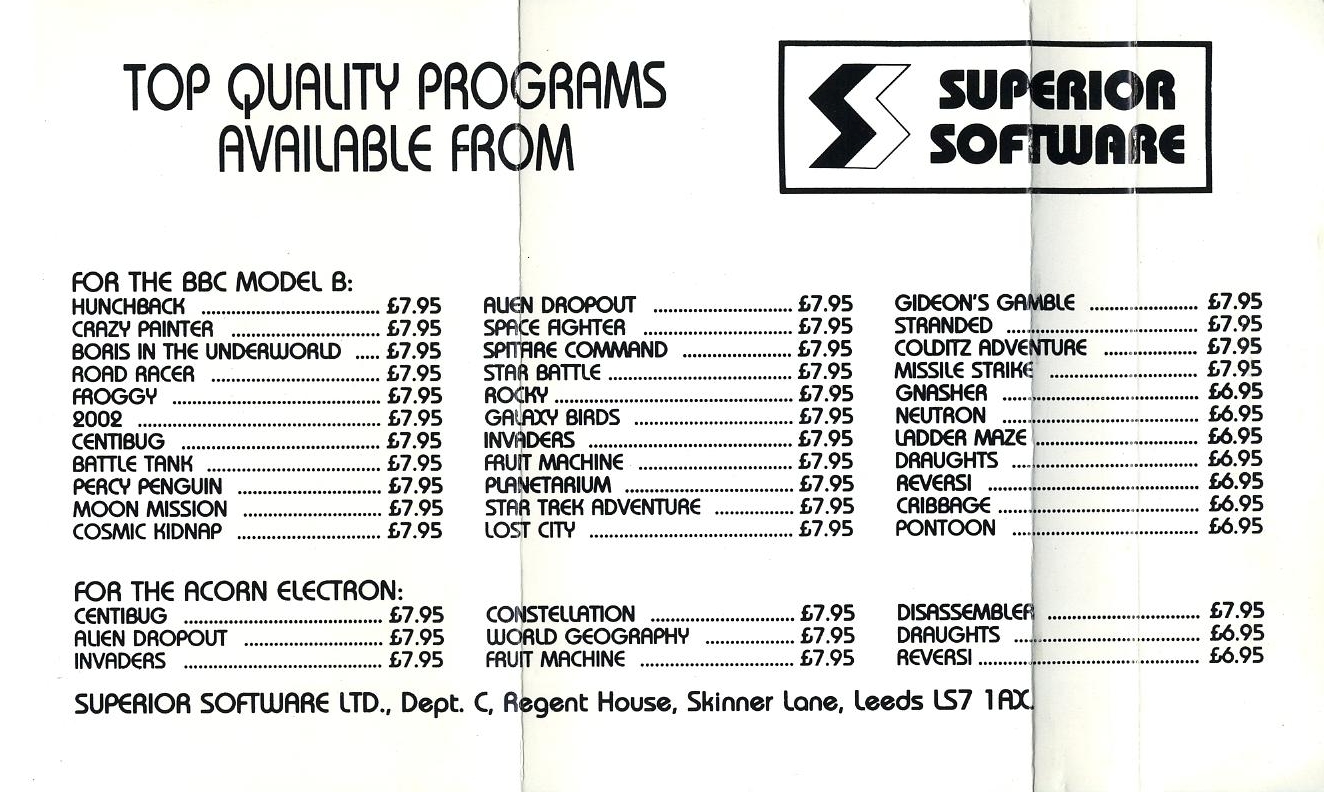 TOP QUALITY PROGRAMS
AVAILABLE FROM
SUPERIOR
SOFTWARE
FOR THE BBC MODEL B:
HUNCHBACK .......... £7.95
CRAZY PAINTER .......... £7.95
BORIS IN THE UNDERWORLD ..... £7.95
ROAD RACER .......... £7.95
FROGGY .......... £7.95
2002 .......... £7.95
CENTIBUG .......... £7.95
BATTLE TANK .......... £7.95
PERCY PENGUIN .......... £7.95
MOON MISSION .......... £7.95
COSMIC KIDNAP .......... £7.95
ALIEN DROPOUT .......... £7.95
SPACE FIGHTER .......... £7.95
SPITFIRE COMMAND .......... £7.95
STAR BATTLE .......... £7.95
ROCKY .......... £7.95
GALAXY BIRDS .......... £7.95
INVADERS .......... £7.95
FRUIT MACHINE .......... £7.95
PLANETARIUM .......... £7.95
STAR TREK ADVENTURE .......... £7.95
LOST CITY .......... £7.95
GIDEON'S GAMBLE .......... £7.95
STRANDED .......... £7.95
COLDITZ ADVENTURE .......... £7.95
MISSILE STRIKE .......... £7.95
GNASHER .......... £6.95
NEUTRON .......... £6.95
LADDER MAZE .......... £6.95
DRAUGHTS .......... £6.95
REVERSI .......... £6.95
CRIBBAGE .......... £6.95
PONTOON .......... £6.95
FOR THE ACORN ELECTRON:
CENTIBUG .......... £7.95
ALIEN DROPOUT .......... £7.95
INVADERS .......... £7.95
CONSTELLATION .......... £7.95
WORLD GEOGRAPHY .......... £7.95
FRUIT MACHINE .......... £7.95
DISASSEMBLER .......... £7.95
DRAUGHTS .......... £6.95
REVERSI .......... £6.95
SUPERIOR SOFTWARE LTD., Dept. C, Regent House, Skinner Lane, Leeds LS7 1AX.